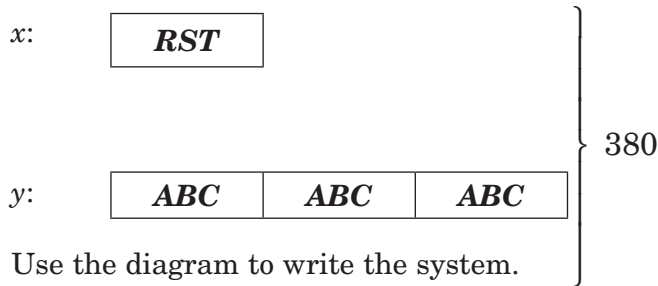 x: RST
380
y: ABC ABC ABC
Use the diagram to write the system.